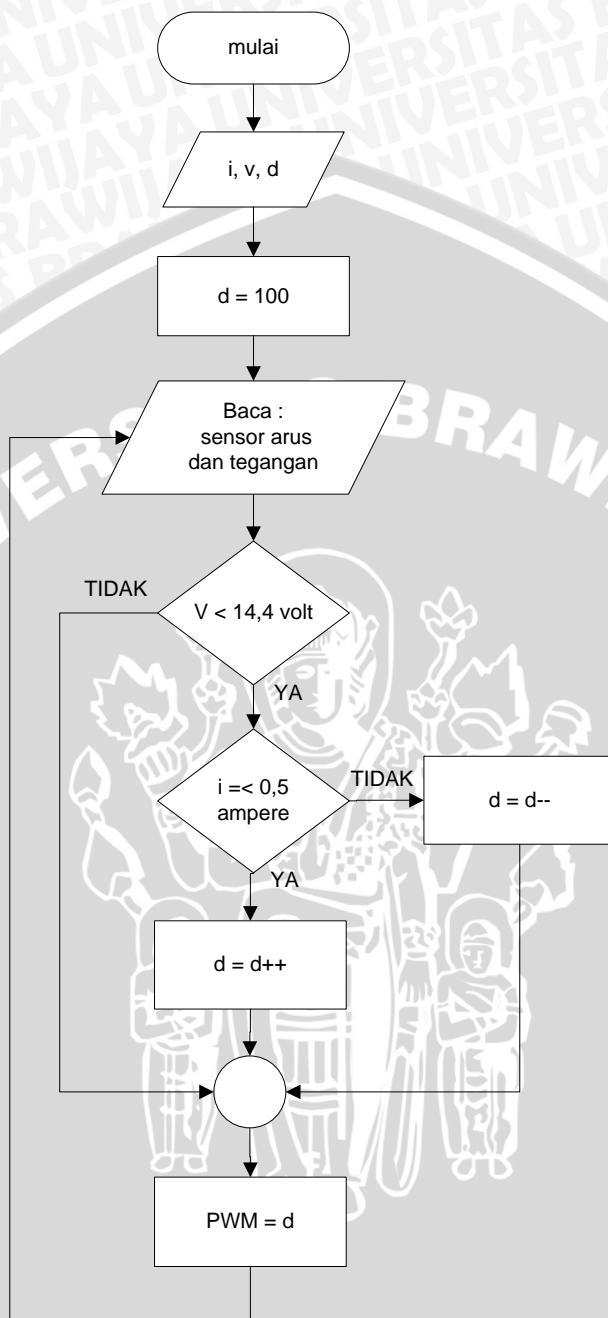 mulai
i, v, d
d = 100
Baca :
sensor arus
dan tegangan
V < 14,4 volt
TIDAK
YA
i =< 0,5
ampere
TIDAK
d = d--
YA
d = d++
PWM = d